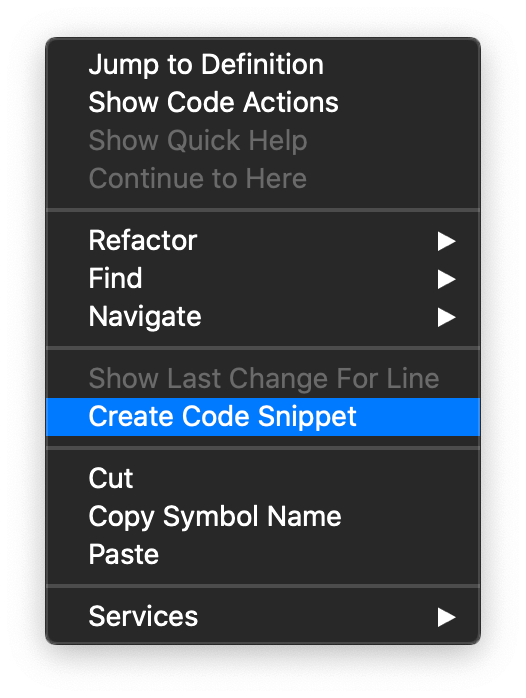 Jump to Definition
Show Code Actions
Show Quick Help
Continue to Here
Refactor
Find
Navigate
Show Last Change For Line
Create Code Snippet
Cut
Copy Symbol Name
Paste
Services